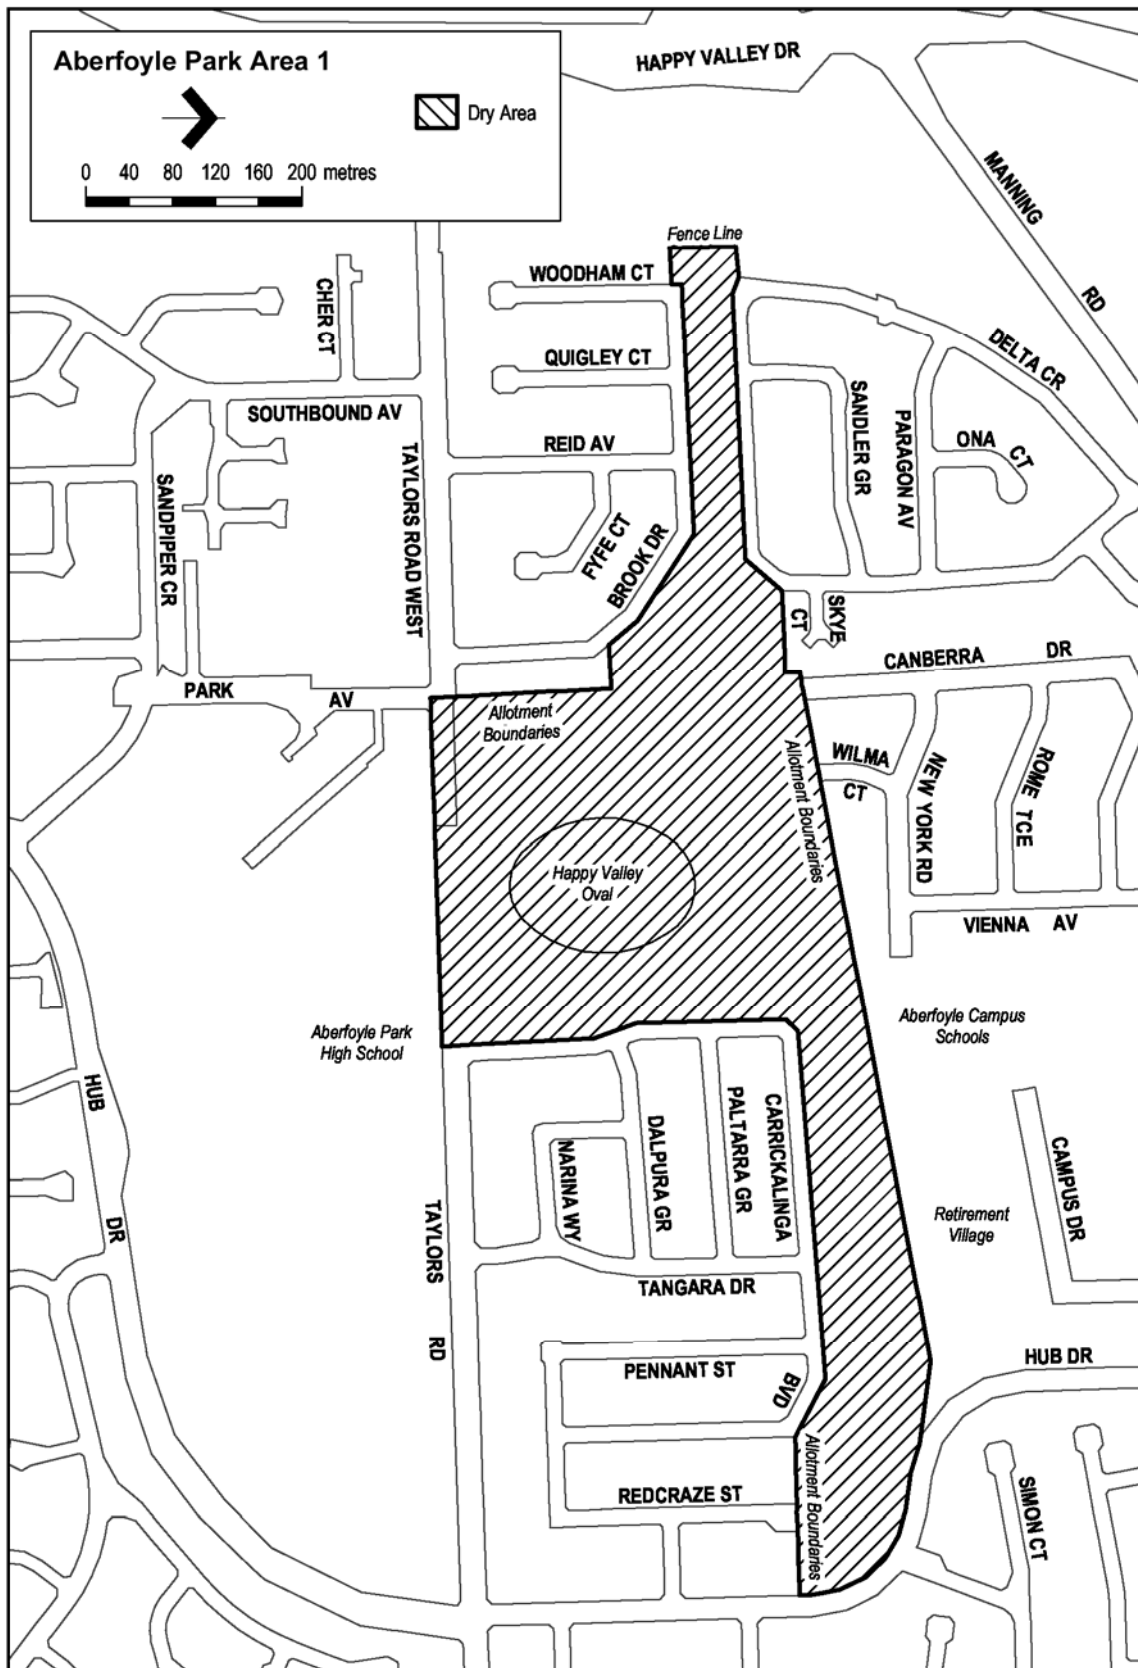 Aberfoyle Park Area 1
Dry Area
0 40 80 120 160 200 metres
HAPPY VALLEY DR
MANNING
RD
Fence Line
WOODHAM CT
CHER CT
QUIGLEY CT
DELTA CR
SOUTHBOUND AV
REID AV
SANDLER GR
PARAGON AV
ONA CT
TAYLORS ROAD WEST
SANDPIPER CR
FYFE CT
BROOK DR
SKYE
CT
CANBERRA DR
PARK AV
Allotment
Boundaries
Allotment Boundaries
WILMA
CT
NEW YORK RD
ROME TCE
Happy Valley
Oval
VIENNA AV
Aberfoyle Park
High School
Aberfoyle Campus
Schools
HUB
DR
NARINA WY
DALPURA GR
PALTARRA GR
CARRICKALINGA
BVD
CAMPUS DR
TAYLORS
RD
Retirement
Village
TANGARA DR
PENNANT ST
HUB DR
Allotment Boundaries
REDCRAZE ST
SIMON CT